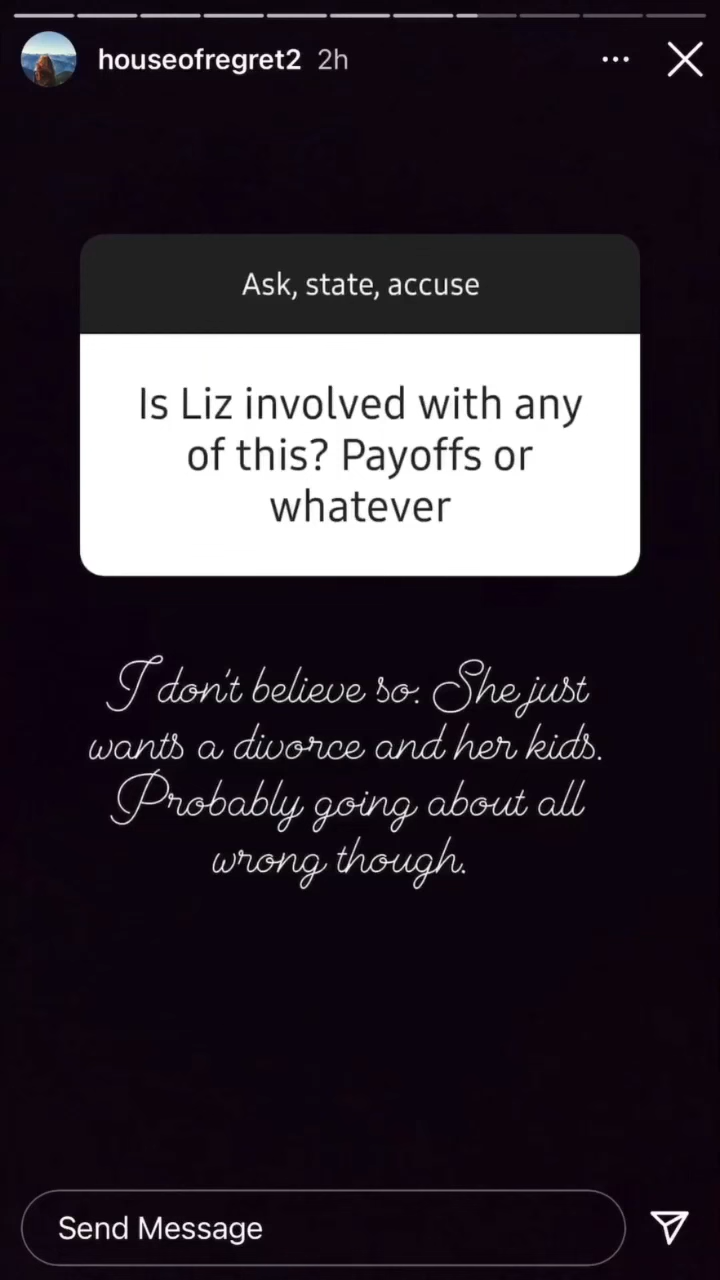 houseofregret2 2h
Ask, state, accuse
Is Liz involved with any
of this? Payoffs or
whatever
I don't believe so. She just
wants a divorce and her kids.
Probably going about all
wrong though.
Send Message